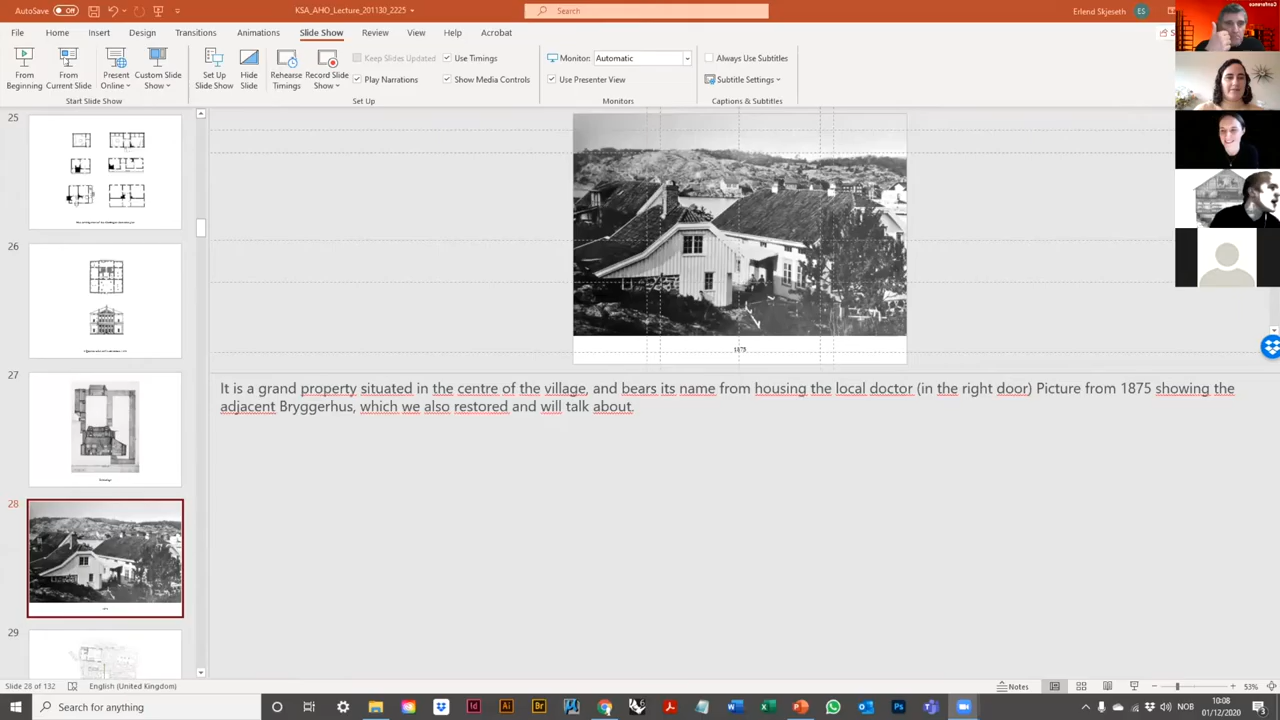 AutoSave Off
KSA_AHO_Lecture_201130_2225
Search
Erlend Skjeseth ES
File Home Insert Design Transitions Animations Slide Show Review View Help Acrobat
From Beginning
From Current Slide
Present Online
Custom Slide Show
Set Up Slide Show
Hide Slide
Rehearse Timings
Record Slide Show
Keep Slides Updated
Play Narrations
Use Timings
Show Media Controls
Monitor: Automatic
Use Presenter View
Always Use Subtitles
Subtitle Settings
Start Slide Show
Set Up
Monitors
Captions & Subtitles
25
26
27
28
29
1875
It is a grand property situated in the centre of the village, and bears its name from housing the local doctor (in the right door) Picture from 1875 showing the
adjacent Bryggerhus, which we also restored and will talk about.
Slide 28 of 132
English (United Kingdom)
Notes
53%
Search for anything
NOB
10:08
01/12/2020